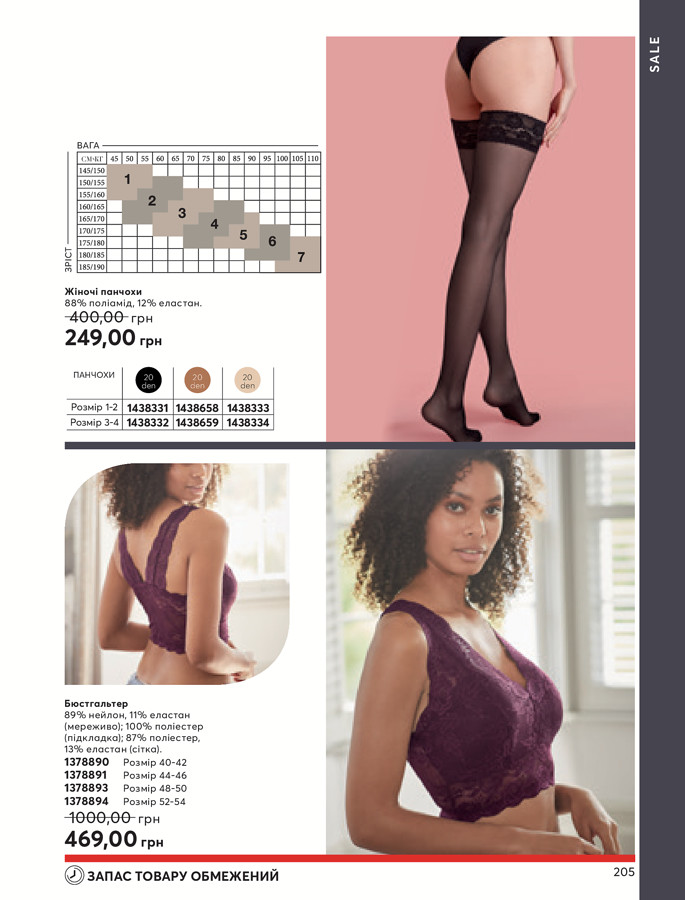 SALE
ВАГА
СМ·КГ 45 50 55 60 65 70 75 80 85 90 95 100 105 110
145/150
150/155
155/160
160/165
165/170
170/175
175/180
180/185
185/190
ЗРІСТ
1
2
3
4
5
6
7
Жіночі панчохи
88% поліамід, 12% еластан.
400,00 грн
249,00 грн
ПАНЧОХИ 20 den 20 den 20 den
Розмір 1-2 1438331 1438658 1438333
Розмір 3-4 1438332 1438659 1438334
Бюстгальтер
89% нейлон, 11% еластан
(мереживо); 100% поліестер
(підкладка); 87% поліестер,
13% еластан (сітка).
1378890 Розмір 40-42
1378891 Розмір 44-46
1378893 Розмір 48-50
1378894 Розмір 52-54
1000,00 грн
469,00 грн
ЗАПАС ТОВАРУ ОБМЕЖЕНИЙ
205